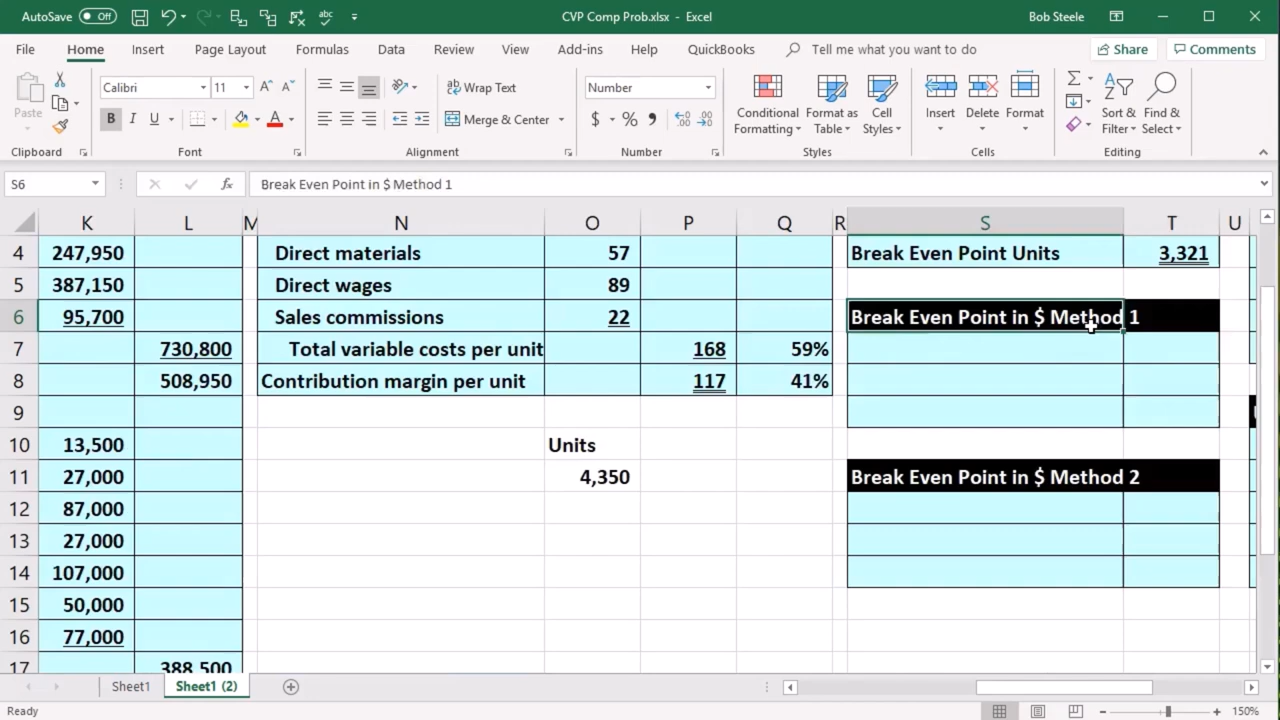 AutoSave Off CVP Comp Prob.xlsx - Excel Bob Steele
File Home Insert Page Layout Formulas Data Review View Add-ins Help QuickBooks Tell me what you want to do Share Comments
Paste Calibri 11 Wrap Text Number Conditional Formatting Format as Table Cell Styles Insert Delete Format Sort & Filter Find & Select
B I U A Merge & Center $ % ,
Clipboard Font Alignment Number Styles Cells Editing
S6 fx Break Even Point in $ Method 1
K L M N O P Q R S T U
4 247,950 Direct materials 57 Break Even Point Units 3,321
5 387,150 Direct wages 89
6 95,700 Sales commissions 22 Break Even Point in $ Method 1
7 730,800 Total variable costs per unit 168 59%
8 508,950 Contribution margin per unit 117 41%
9
10 13,500 Units
11 27,000 4,350 Break Even Point in $ Method 2
12 87,000
13 27,000
14 107,000
15 50,000
16 77,000
17 388,500
Sheet1 Sheet1 (2)
Ready 150%